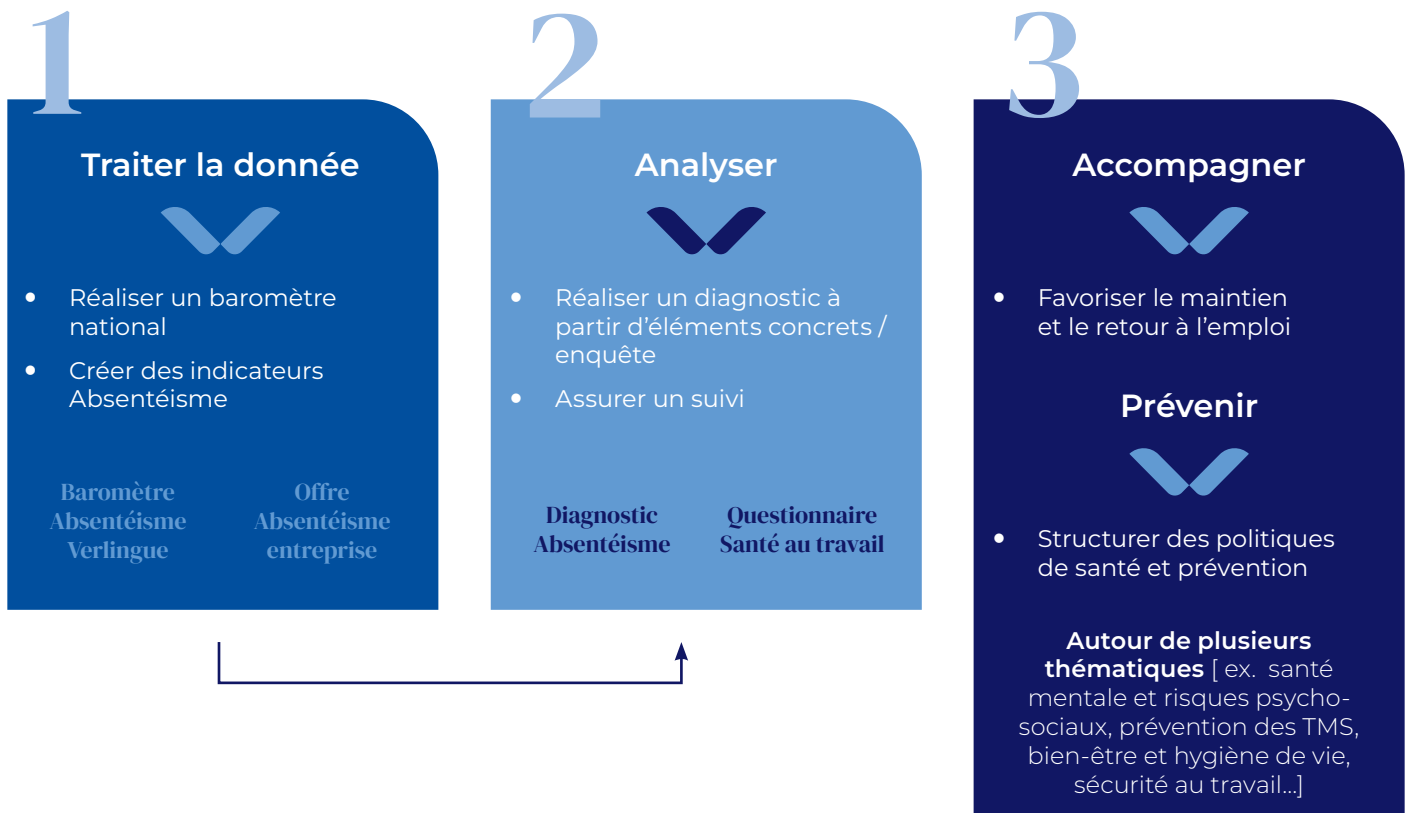 1
Traiter la donnée
• Réaliser un baromètre
national
• Créer des indicateurs
Absentéisme
Baromètre
Absentéisme
Verlingue
Offre
Absentéisme
entreprise
2
Analyser
• Réaliser un diagnostic à
partir d'éléments concrets /
enquête
• Assurer un suivi
Diagnostic
Absentéisme
Questionnaire
Santé au travail
3
Accompagner
• Favoriser le maintien
et le retour à l'emploi
Prévenir
• Structurer des politiques
de santé et prévention
Autour de plusieurs
thématiques [ ex. santé
mentale et risques psycho-
sociaux, prévention des TMS,
bien-être et hygiène de vie,
sécurité au travail...]